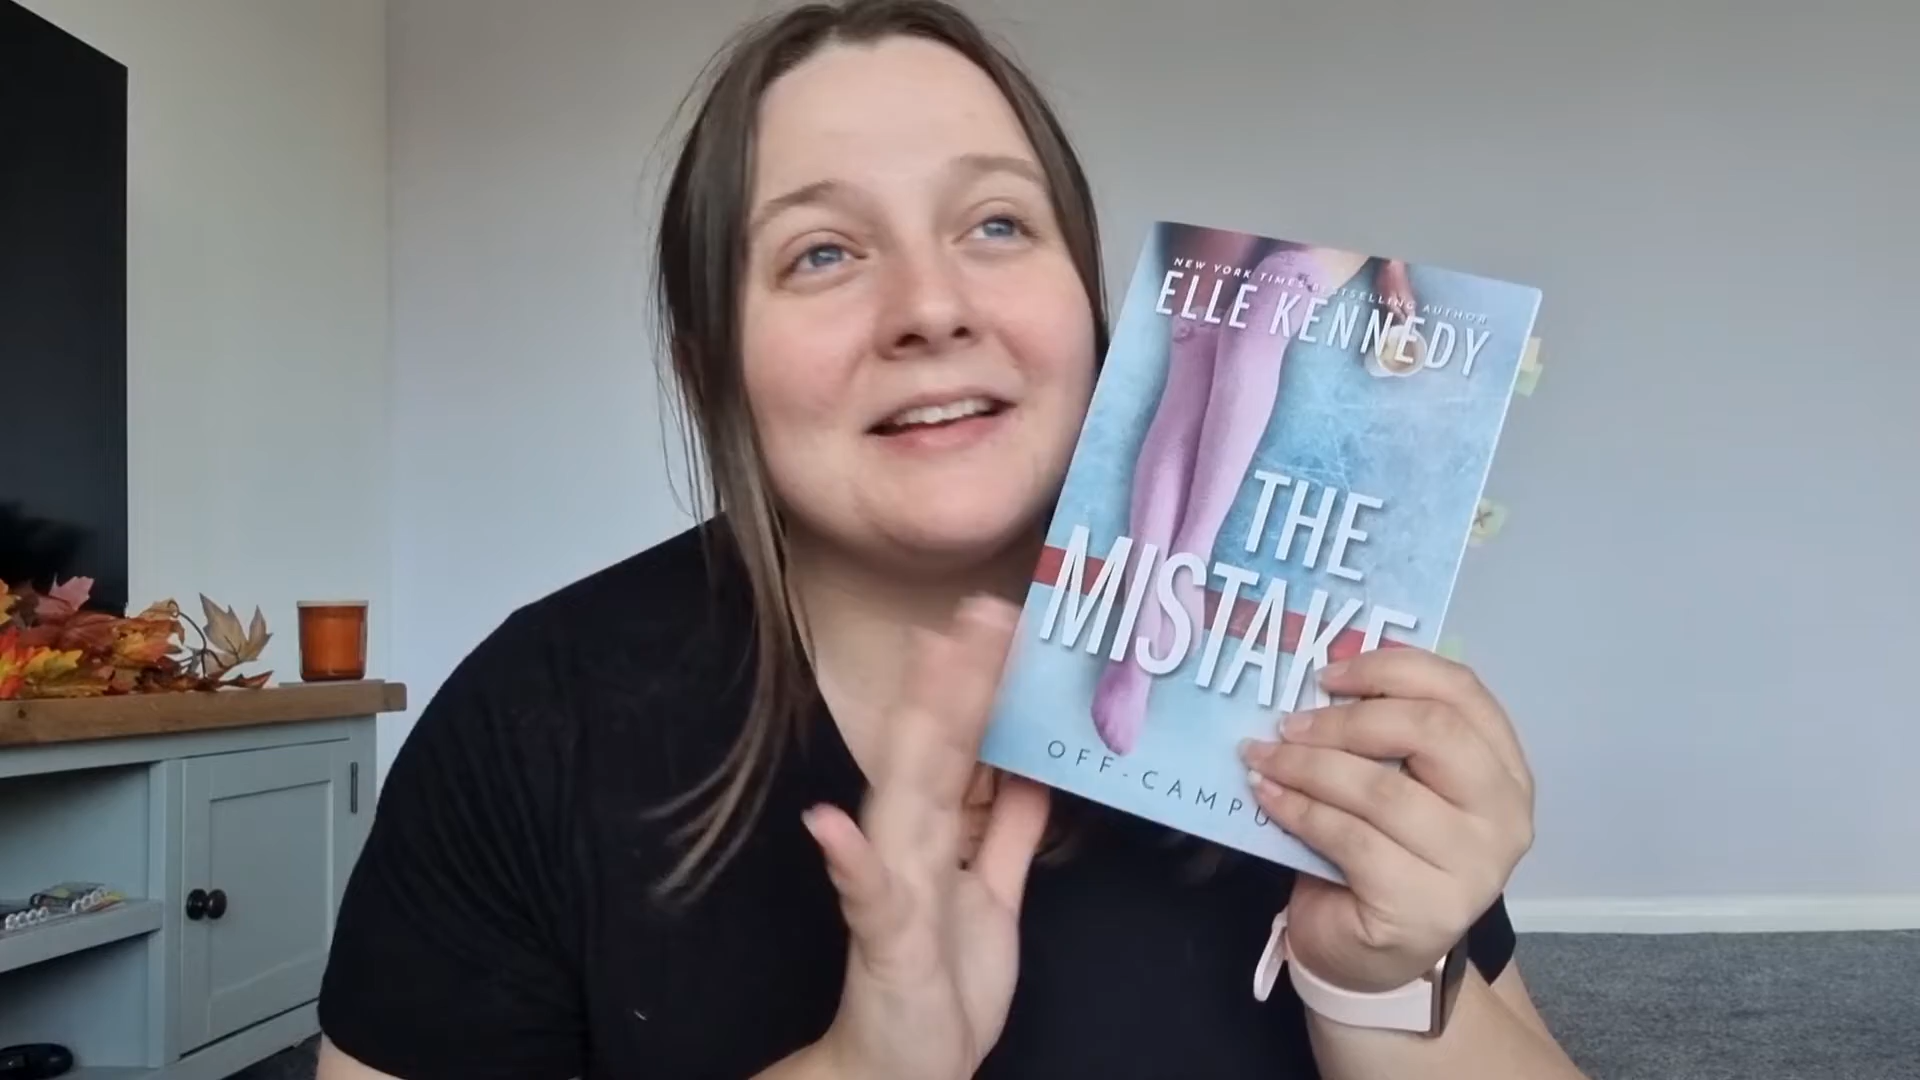 NEW YORK TIMES BESTSELLING AUTHOR
ELLE KENNEDY
THE
MISTAKE
OFF-CAMPU